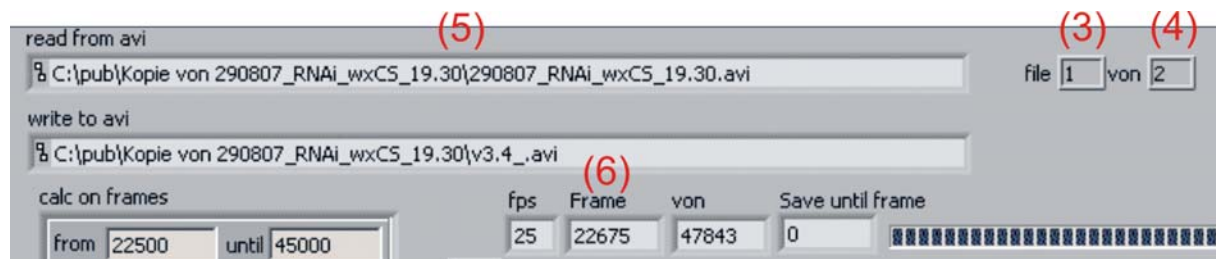 (5) (3) (4)
read from avi
C:\pub\Kopie von 290807_RNAi_wxCS_19.30\290807_RNAi_wxCS_19.30.avi file 1 von 2
write to avi
C:\pub\Kopie von 290807_RNAi_wxCS_19.30\v3.4_.avi
(6)
calc on frames fps Frame von Save until frame
from 22500 until 45000 25 22675 47843 0